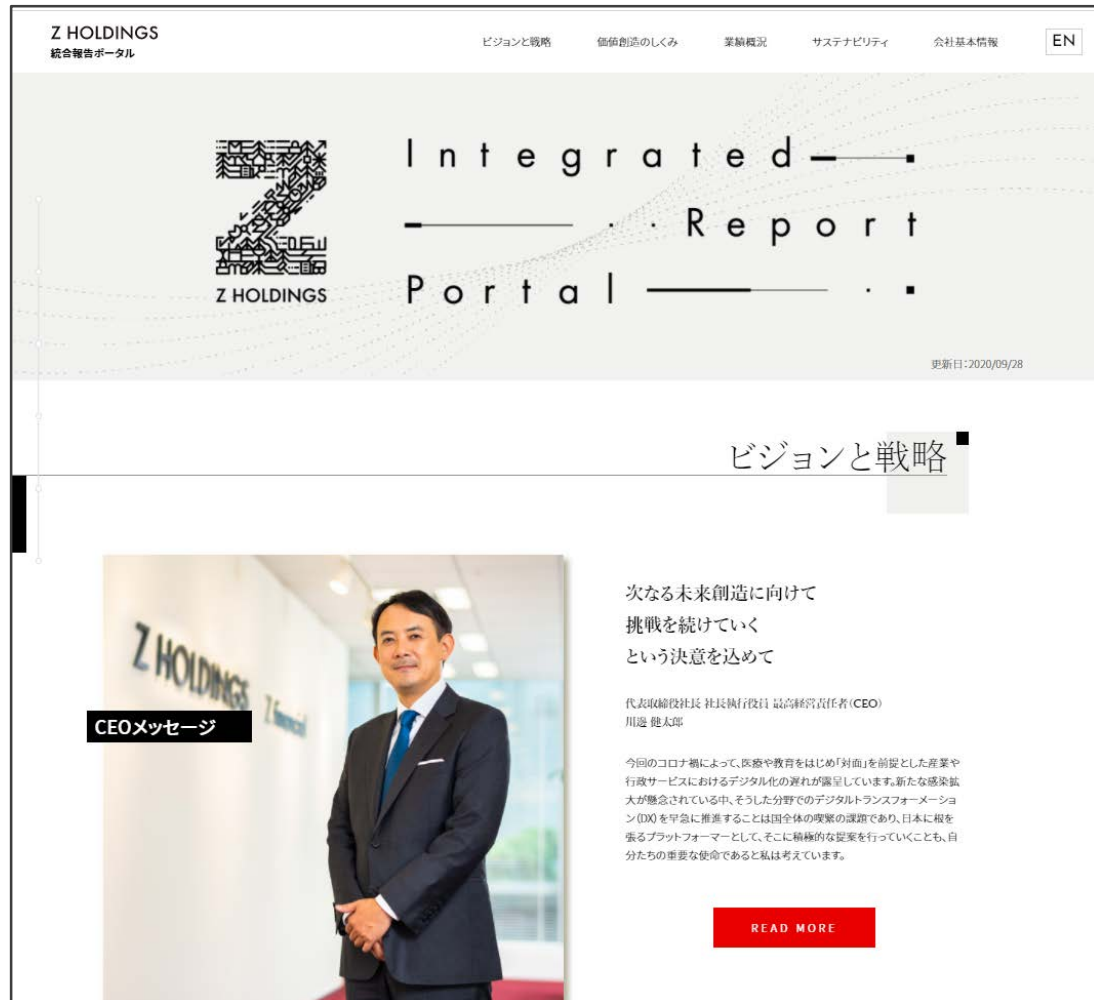 Z HOLDINGS
統合報告ポータル
ビジョンと戦略 価値創造のしくみ 業績概況 サステナビリティ 会社基本情報 EN
Integrated
Report
Portal
Z HOLDINGS
更新日：2020/09/28
ビジョンと戦略
Z HOLDINGS Z financial
CEOメッセージ
次なる未来創造に向けて
挑戦を続けていく
という決意を込めて
代表取締役社長 社長執行役員 最高経営責任者（CEO）
川邊 健太郎
今回のコロナ禍によって、医療や教育をはじめ「対面」を前提とした産業や
行政サービスにおけるデジタル化の遅れが露呈しています。新たな感染拡
大が懸念されている中、そうした分野でのデジタルトランスフォーメーショ
ン（DX）を早急に推進することは国全体の喫緊の課題であり、日本に根を
張るプラットフォーマーとして、そこに積極的な提案を行っていくことも、自
分たちの重要な使命であると私は考えています。
READ MORE